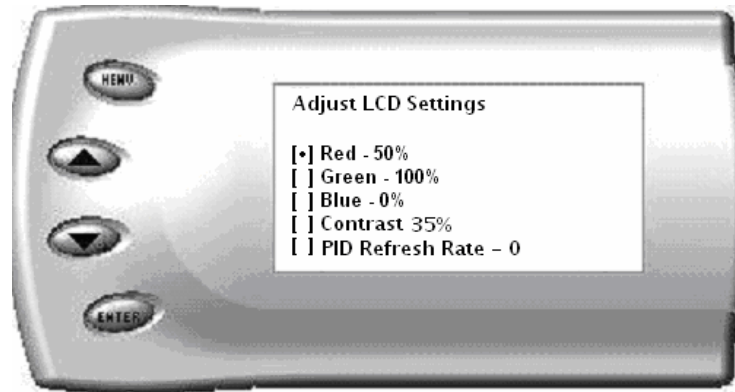 MENU
Adjust LCD Settings
[•] Red - 50%
[ ] Green - 100%
[ ] Blue - 0%
[ ] Contrast 35%
[ ] PID Refresh Rate – 0
ENTER